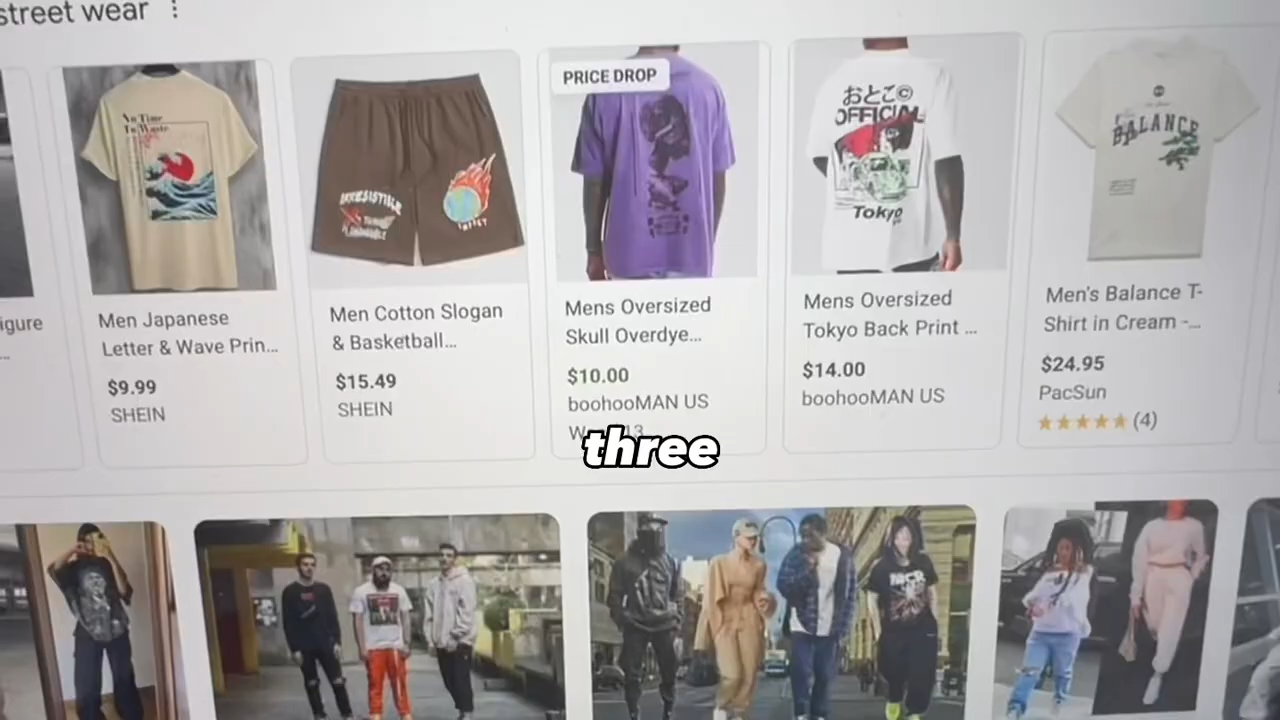 street wear
No Time
To Waste
PRICE DROP
おとこ©
OFFICIAL
Tokyo
BALANCE
IRRESISTIBLE
IMPACT
igure
...
Men Japanese
Letter & Wave Prin...
$9.99
SHEIN
Men Cotton Slogan
& Basketball...
$15.49
SHEIN
Mens Oversized
Skull Overdye...
$10.00
boohooMAN US
Mens Oversized
Tokyo Back Print ...
$14.00
boohooMAN US
Men's Balance T-
Shirt in Cream -...
$24.95
PacSun
(4)
three